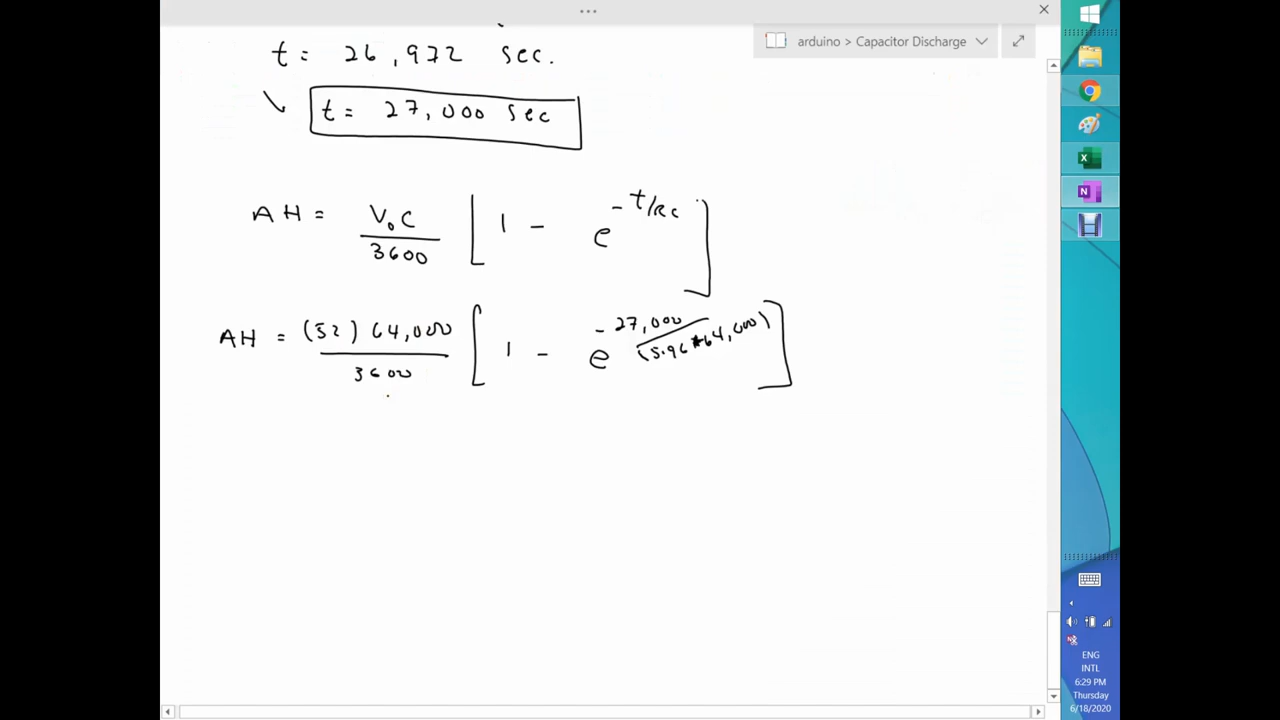 arduino > Capacitor Discharge
t = 26,972 sec.
t = 27,000 sec
AH = V₀C / 3600 [ 1 - e^(-t/RC) ]
AH = (52) 64,000 / 3600 [ 1 - e^(-27,000 / (5.96 * 64,000)) ]
ENG
INTL
6:29 PM
Thursday
6/18/2020